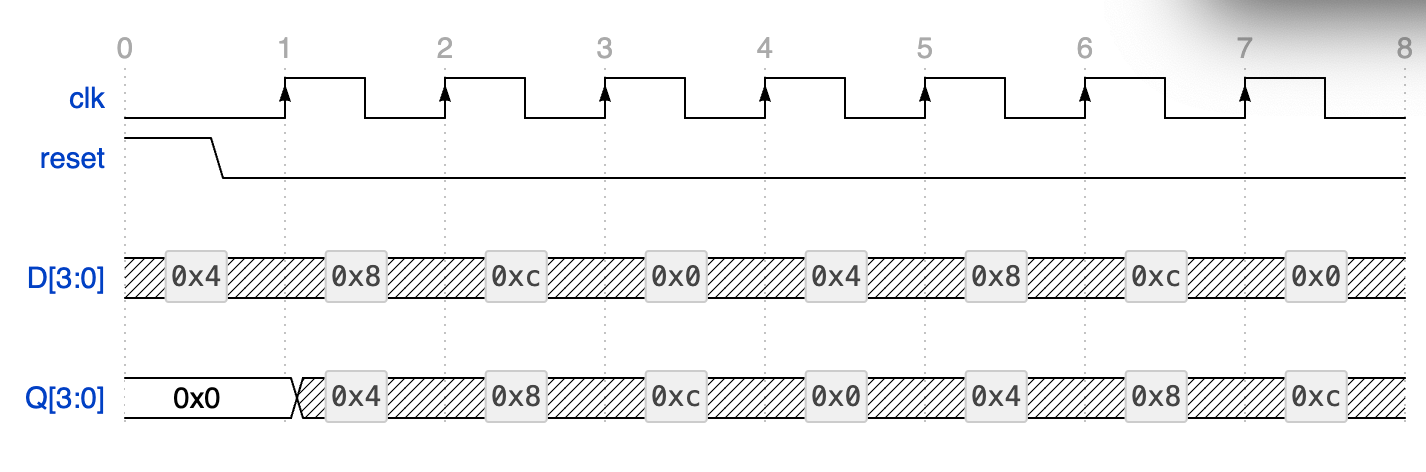 0 1 2 3 4 5 6 7 8
clk
reset
D[3:0] 0x4 0x8 0xc 0x0 0x4 0x8 0xc 0x0
Q[3:0] 0x0 0x4 0x8 0xc 0x0 0x4 0x8 0xc